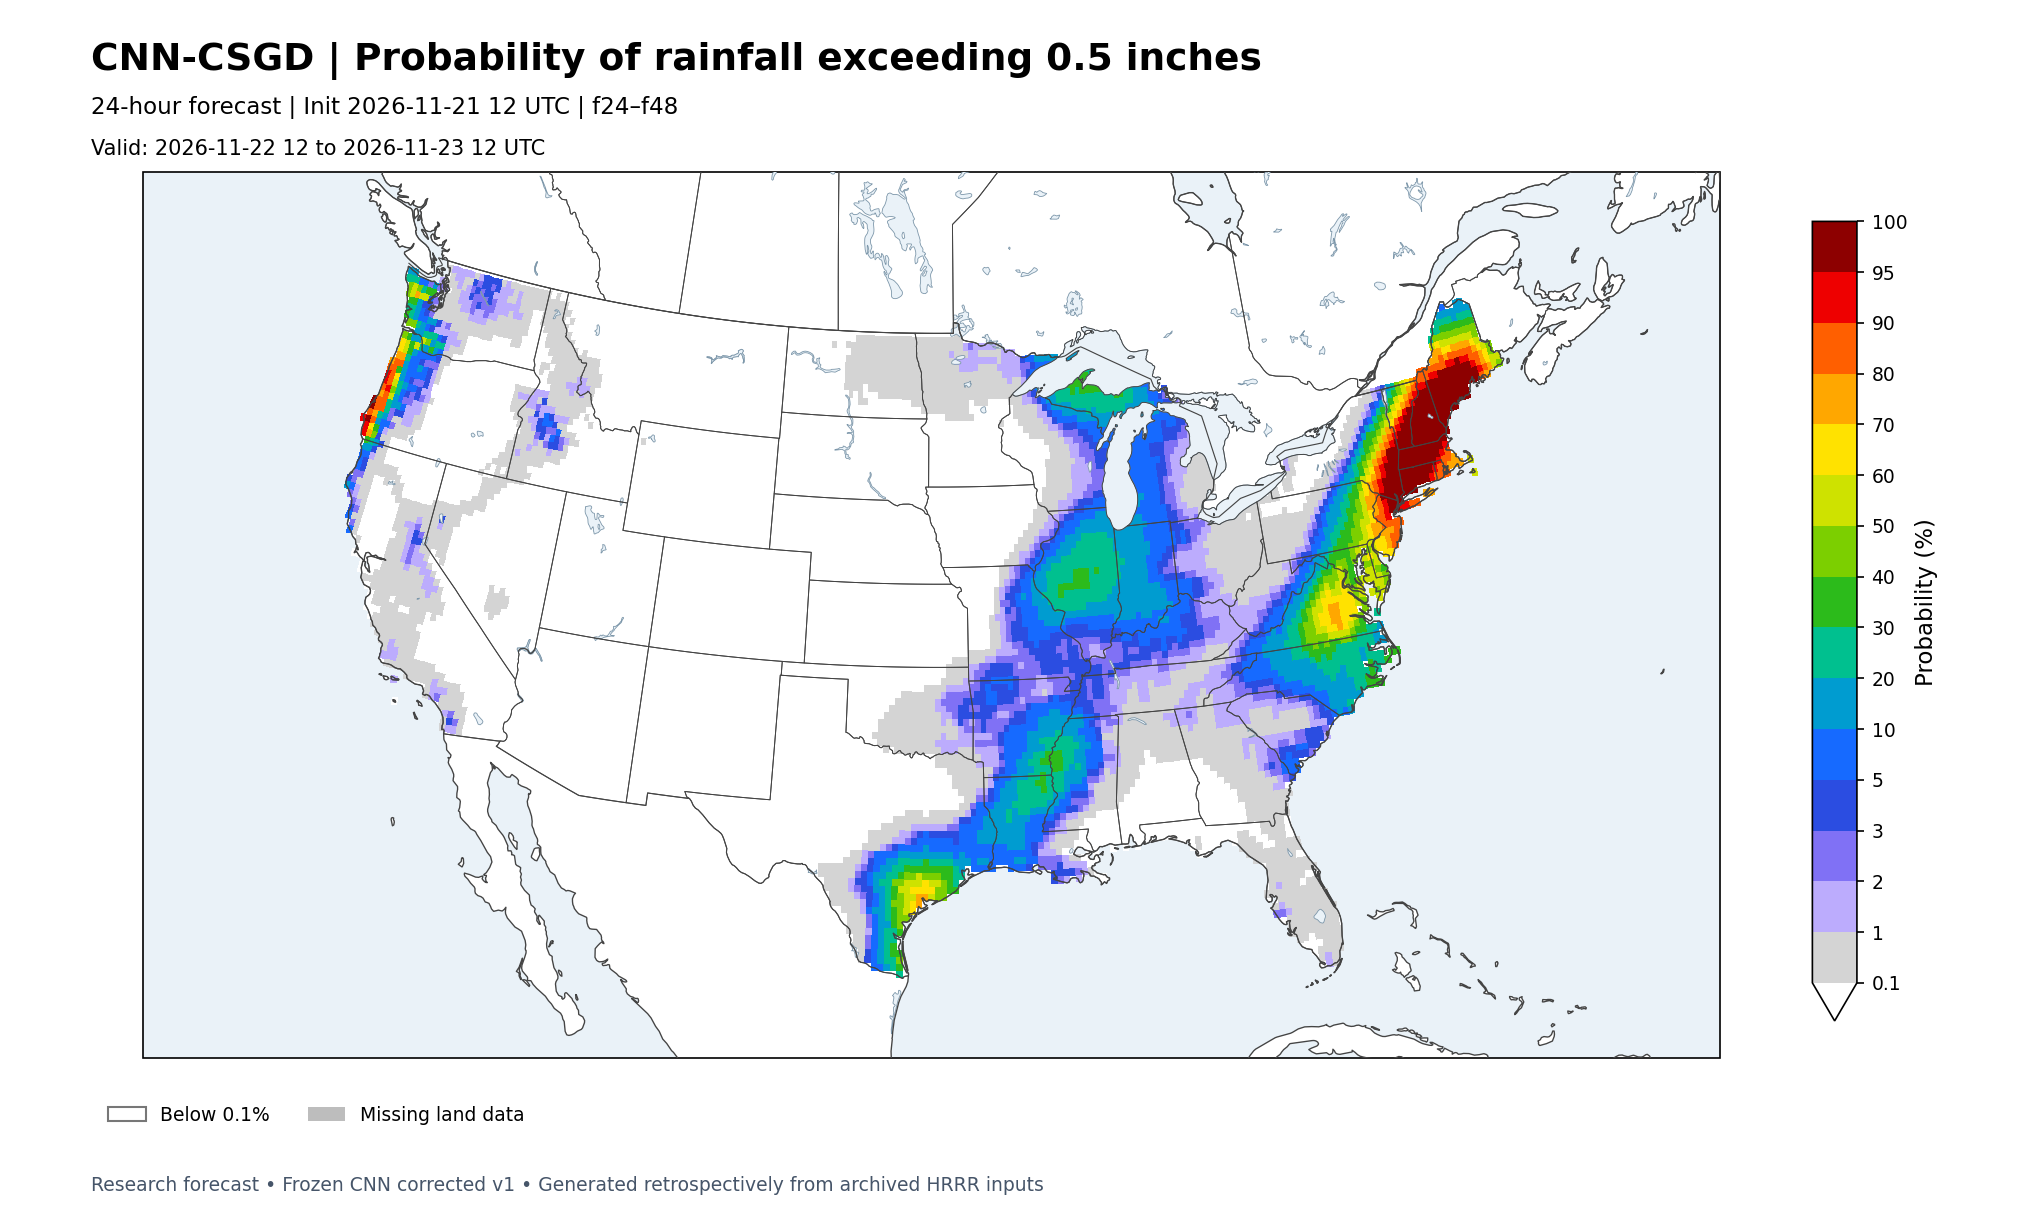 CNN-CSGD | Probability of rainfall exceeding 0.5 inches
24-hour forecast | Init 2026-11-21 12 UTC | f24–f48
Valid: 2026-11-22 12 to 2026-11-23 12 UTC
100
95
90
80
70
60
50
40
30
20
10
5
3
2
1
0.1
Probability (%)
Below 0.1%
Missing land data
Research forecast • Frozen CNN corrected v1 • Generated retrospectively from archived HRRR inputs